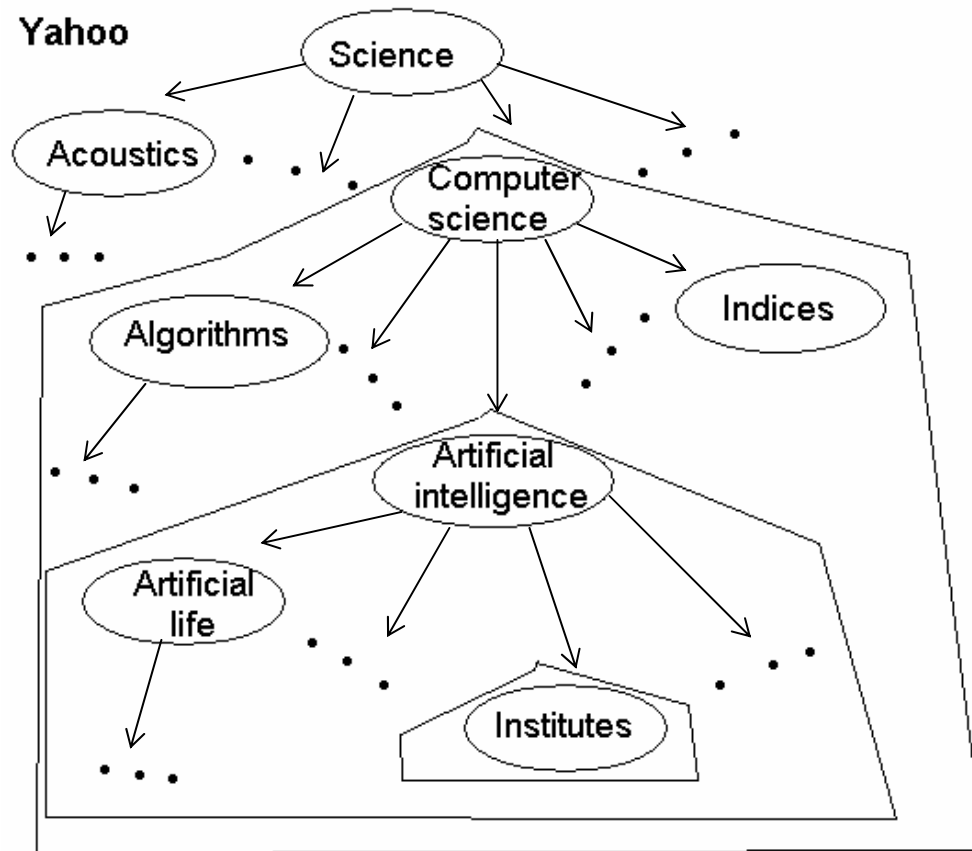 Yahoo
Science
Acoustics
Computer
science
Algorithms
Indices
Artificial
intelligence
Artificial
life
Institutes